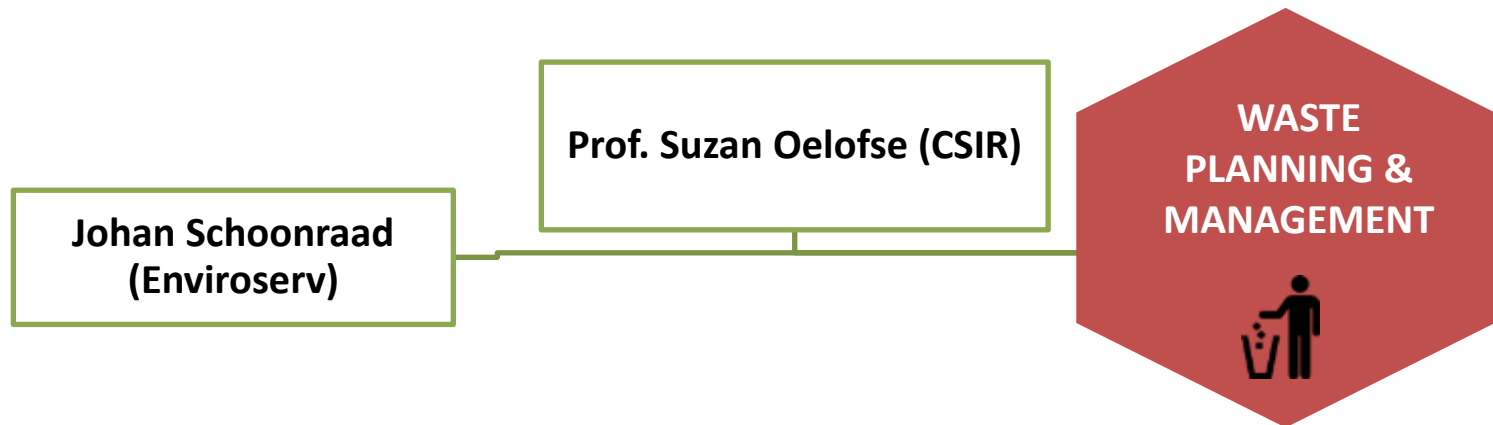 Prof. Suzan Oelofse (CSIR)
Johan Schoonraad
(Enviroserv)
WASTE
PLANNING &
MANAGEMENT